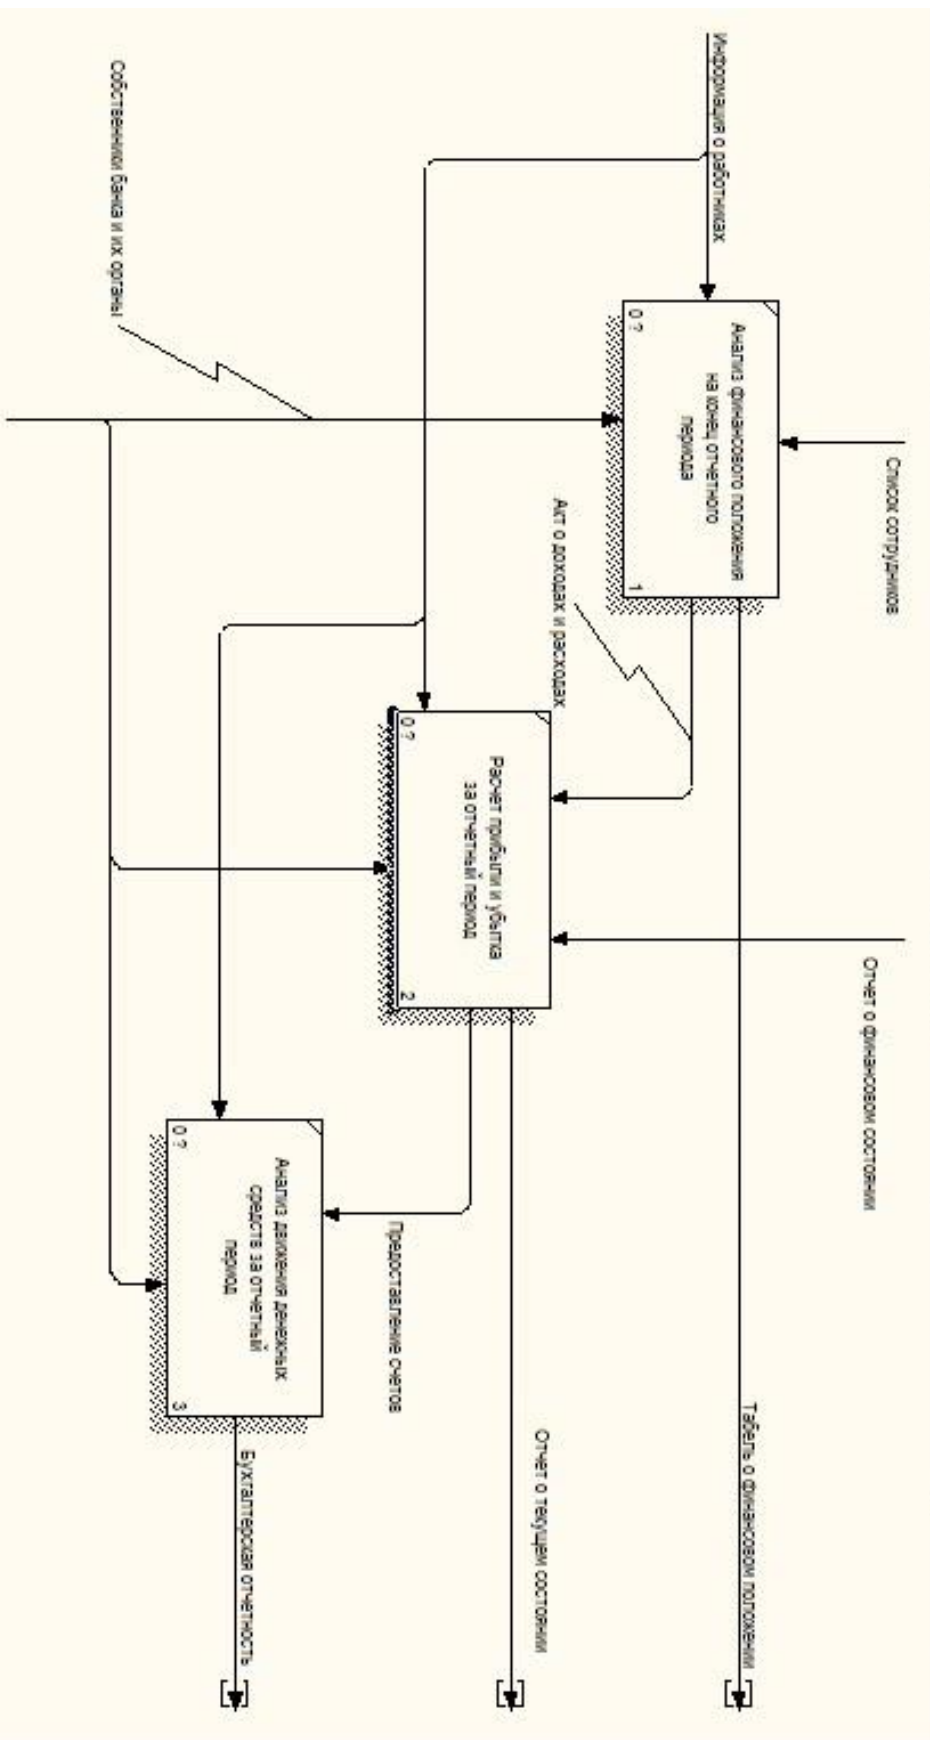 Список сотрудников
Отчет о финансовом состоянии
Информация о работниках
Анализ финансового положения
на конец отчетного
периода
0 ?
1
Табель о финансовом положении
Акт о доходах и расходах
Расчет прибыли и убытка
за отчетный период
0 ?
2
Отчет о текущем состоянии
Предоставление счетов
Анализ движения денежных
средств за отчетный
период
0 ?
3
Бухгалтерская отчетность
Собственники банка и их органы